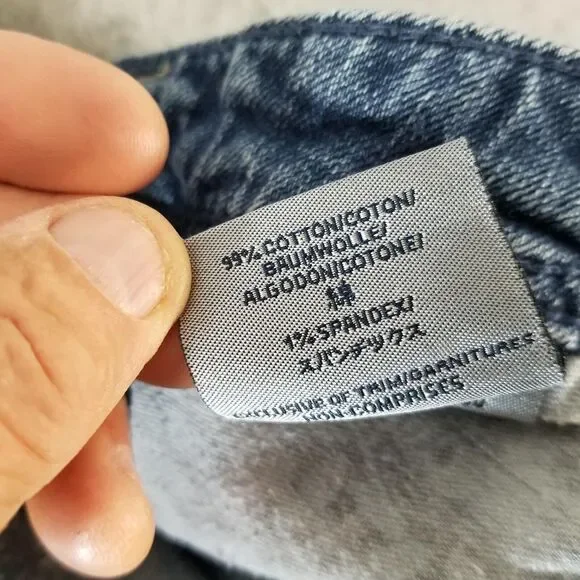 99% COTTON/COTON/
BAUMWOLLE/
ALGODON/COTONE/
綿
1% SPANDEX/
スパンデックス
EXCLUSIVE OF TRIM/GARNITURES
NON COMPRISES